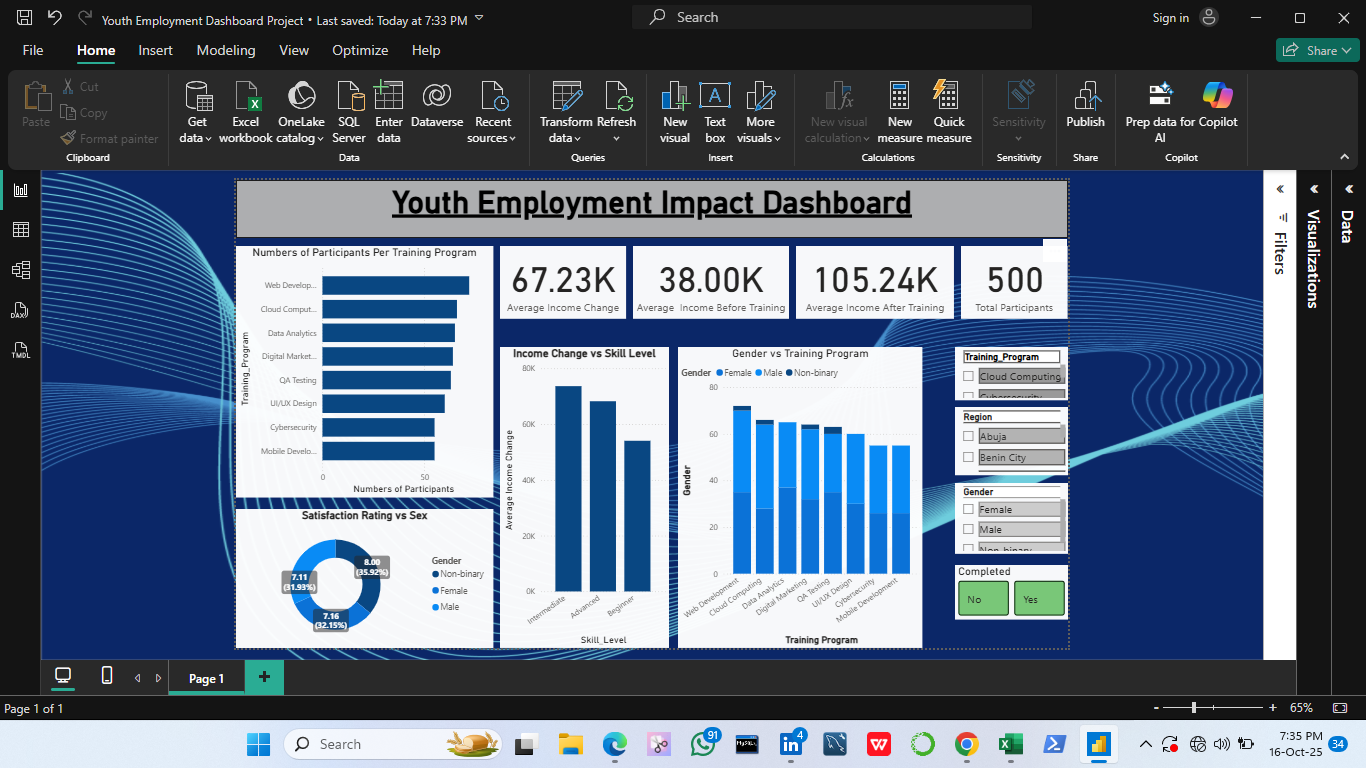 Youth Employment Dashboard Project • Last saved: Today at 7:33 PM
Search
Sign in
File
Home
Insert
Modeling
View
Optimize
Help
Share
Paste
Cut
Copy
Format painter
Clipboard
Get data
Excel workbook
OneLake catalog
SQL Server
Enter data
Dataverse
Recent sources
Data
Transform data
Refresh
Queries
New visual
Text box
More visuals
Insert
New visual calculation
New measure
Quick measure
Calculations
Sensitivity
Sensitivity
Publish
Share
Prep data for AI
Copilot
Copilot
DAX
TMDL
Youth Employment Impact Dashboard
Numbers of Participants Per Training Program
Training_Program
Web Develop...
Cloud Comput...
Data Analytics
Digital Market...
QA Testing
UI/UX Design
Cybersecurity
Mobile Develo...
0
50
Numbers of Participants
67.23K
Average Income Change
38.00K
Average Income Before Training
105.24K
Average Income After Training
500
Total Participants
Satisfaction Rating vs Sex
8.00
(35.92%)
7.11
(31.93%)
7.16
(32.15%)
Gender
Non-binary
Female
Male
Income Change vs Skill Level
Average Income Change
80K
60K
40K
20K
0K
Intermediate
Advanced
Beginner
Skill_Level
Gender vs Training Program
Gender
Female
Male
Non-binary
Gender
80
60
40
20
0
Web Development
Cloud Computing
Data Analytics
Digital Marketing
QA Testing
UI/UX Design
Cybersecurity
Mobile Development
Training Program
Training_Program
Cloud Computing
Cybersecurity
Region
Abuja
Benin City
Gender
Female
Male
Non-binary
Completed
No
Yes
Filters
Visualizations
Data
Page 1
Page 1 of 1
65%
Search
91
MySQL
4
7:35 PM
16-Oct-25
34